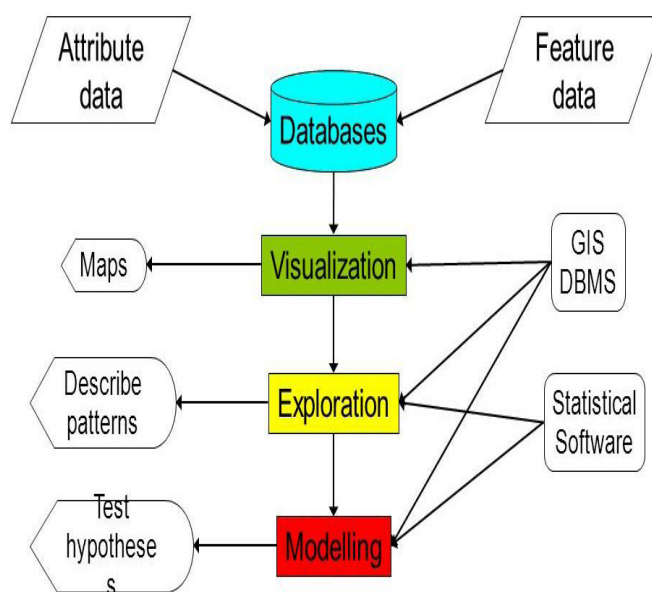 Attribute
data
Feature
data
Databases
Visualization
Maps
GIS
DBMS
Exploration
Describe
patterns
Statistical
Software
Modelling
Test
hypothese
s